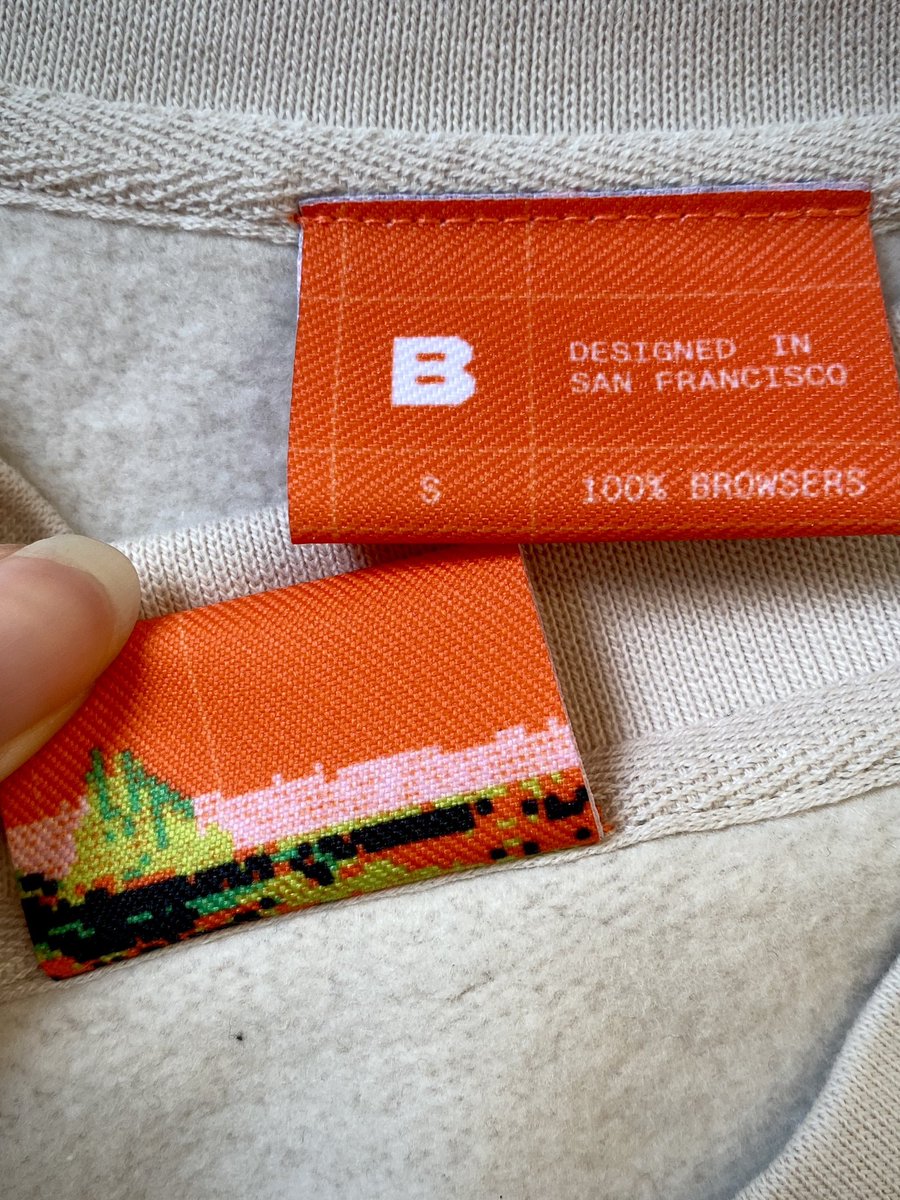 B
DESIGNED IN
SAN FRANCISCO
S
100% BROWSERS